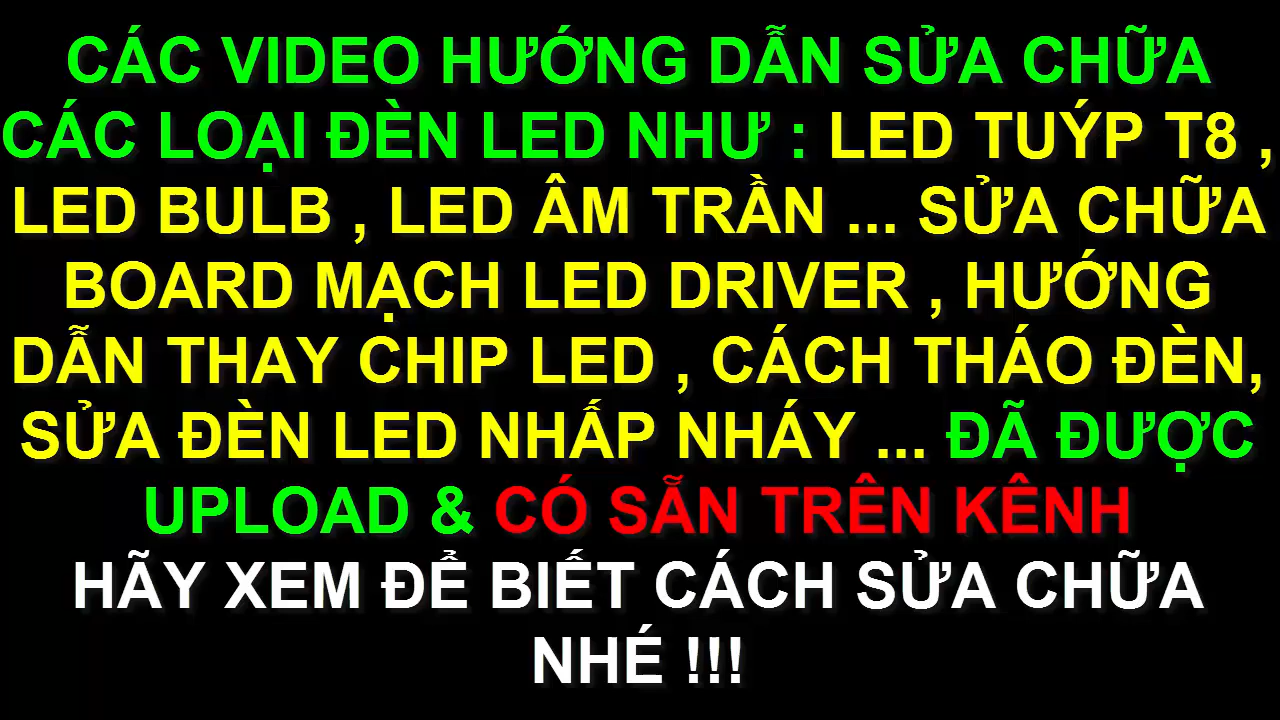 CÁC VIDEO HƯỚNG DẪN SỬA CHỮA
CÁC LOẠI ĐÈN LED NHƯ : LED TUÝP T8 ,
LED BULB , LED ÂM TRẦN ... SỬA CHỮA
BOARD MẠCH LED DRIVER , HƯỚNG
DẪN THAY CHIP LED , CÁCH THÁO ĐÈN,
SỬA ĐÈN LED NHẤP NHÁY ... ĐÃ ĐƯỢC
UPLOAD & CÓ SẴN TRÊN KÊNH
HÃY XEM ĐỂ BIẾT CÁCH SỬA CHỮA
NHÉ !!!